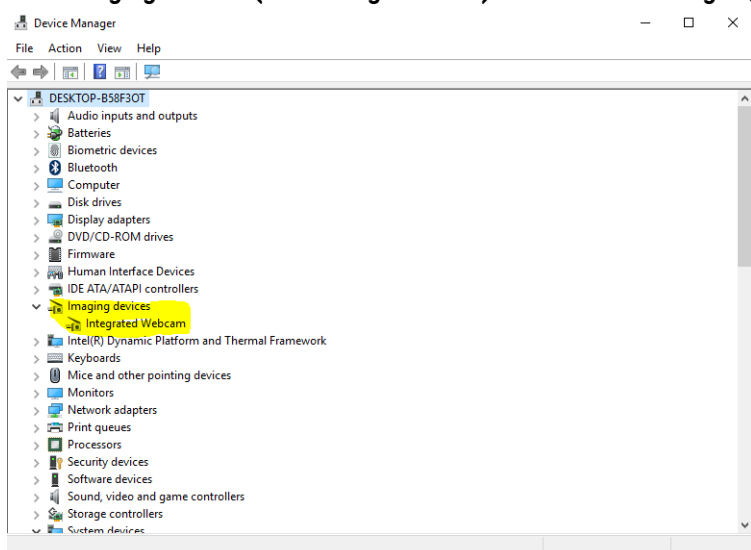 Device Manager
File Action View Help
DESKTOP-B58F3OT
Audio inputs and outputs
Batteries
Biometric devices
Bluetooth
Computer
Disk drives
Display adapters
DVD/CD-ROM drives
Firmware
Human Interface Devices
IDE ATA/ATAPI controllers
Imaging devices
Integrated Webcam
Intel(R) Dynamic Platform and Thermal Framework
Keyboards
Mice and other pointing devices
Monitors
Network adapters
Print queues
Processors
Security devices
Software devices
Sound, video and game controllers
Storage controllers
System devices